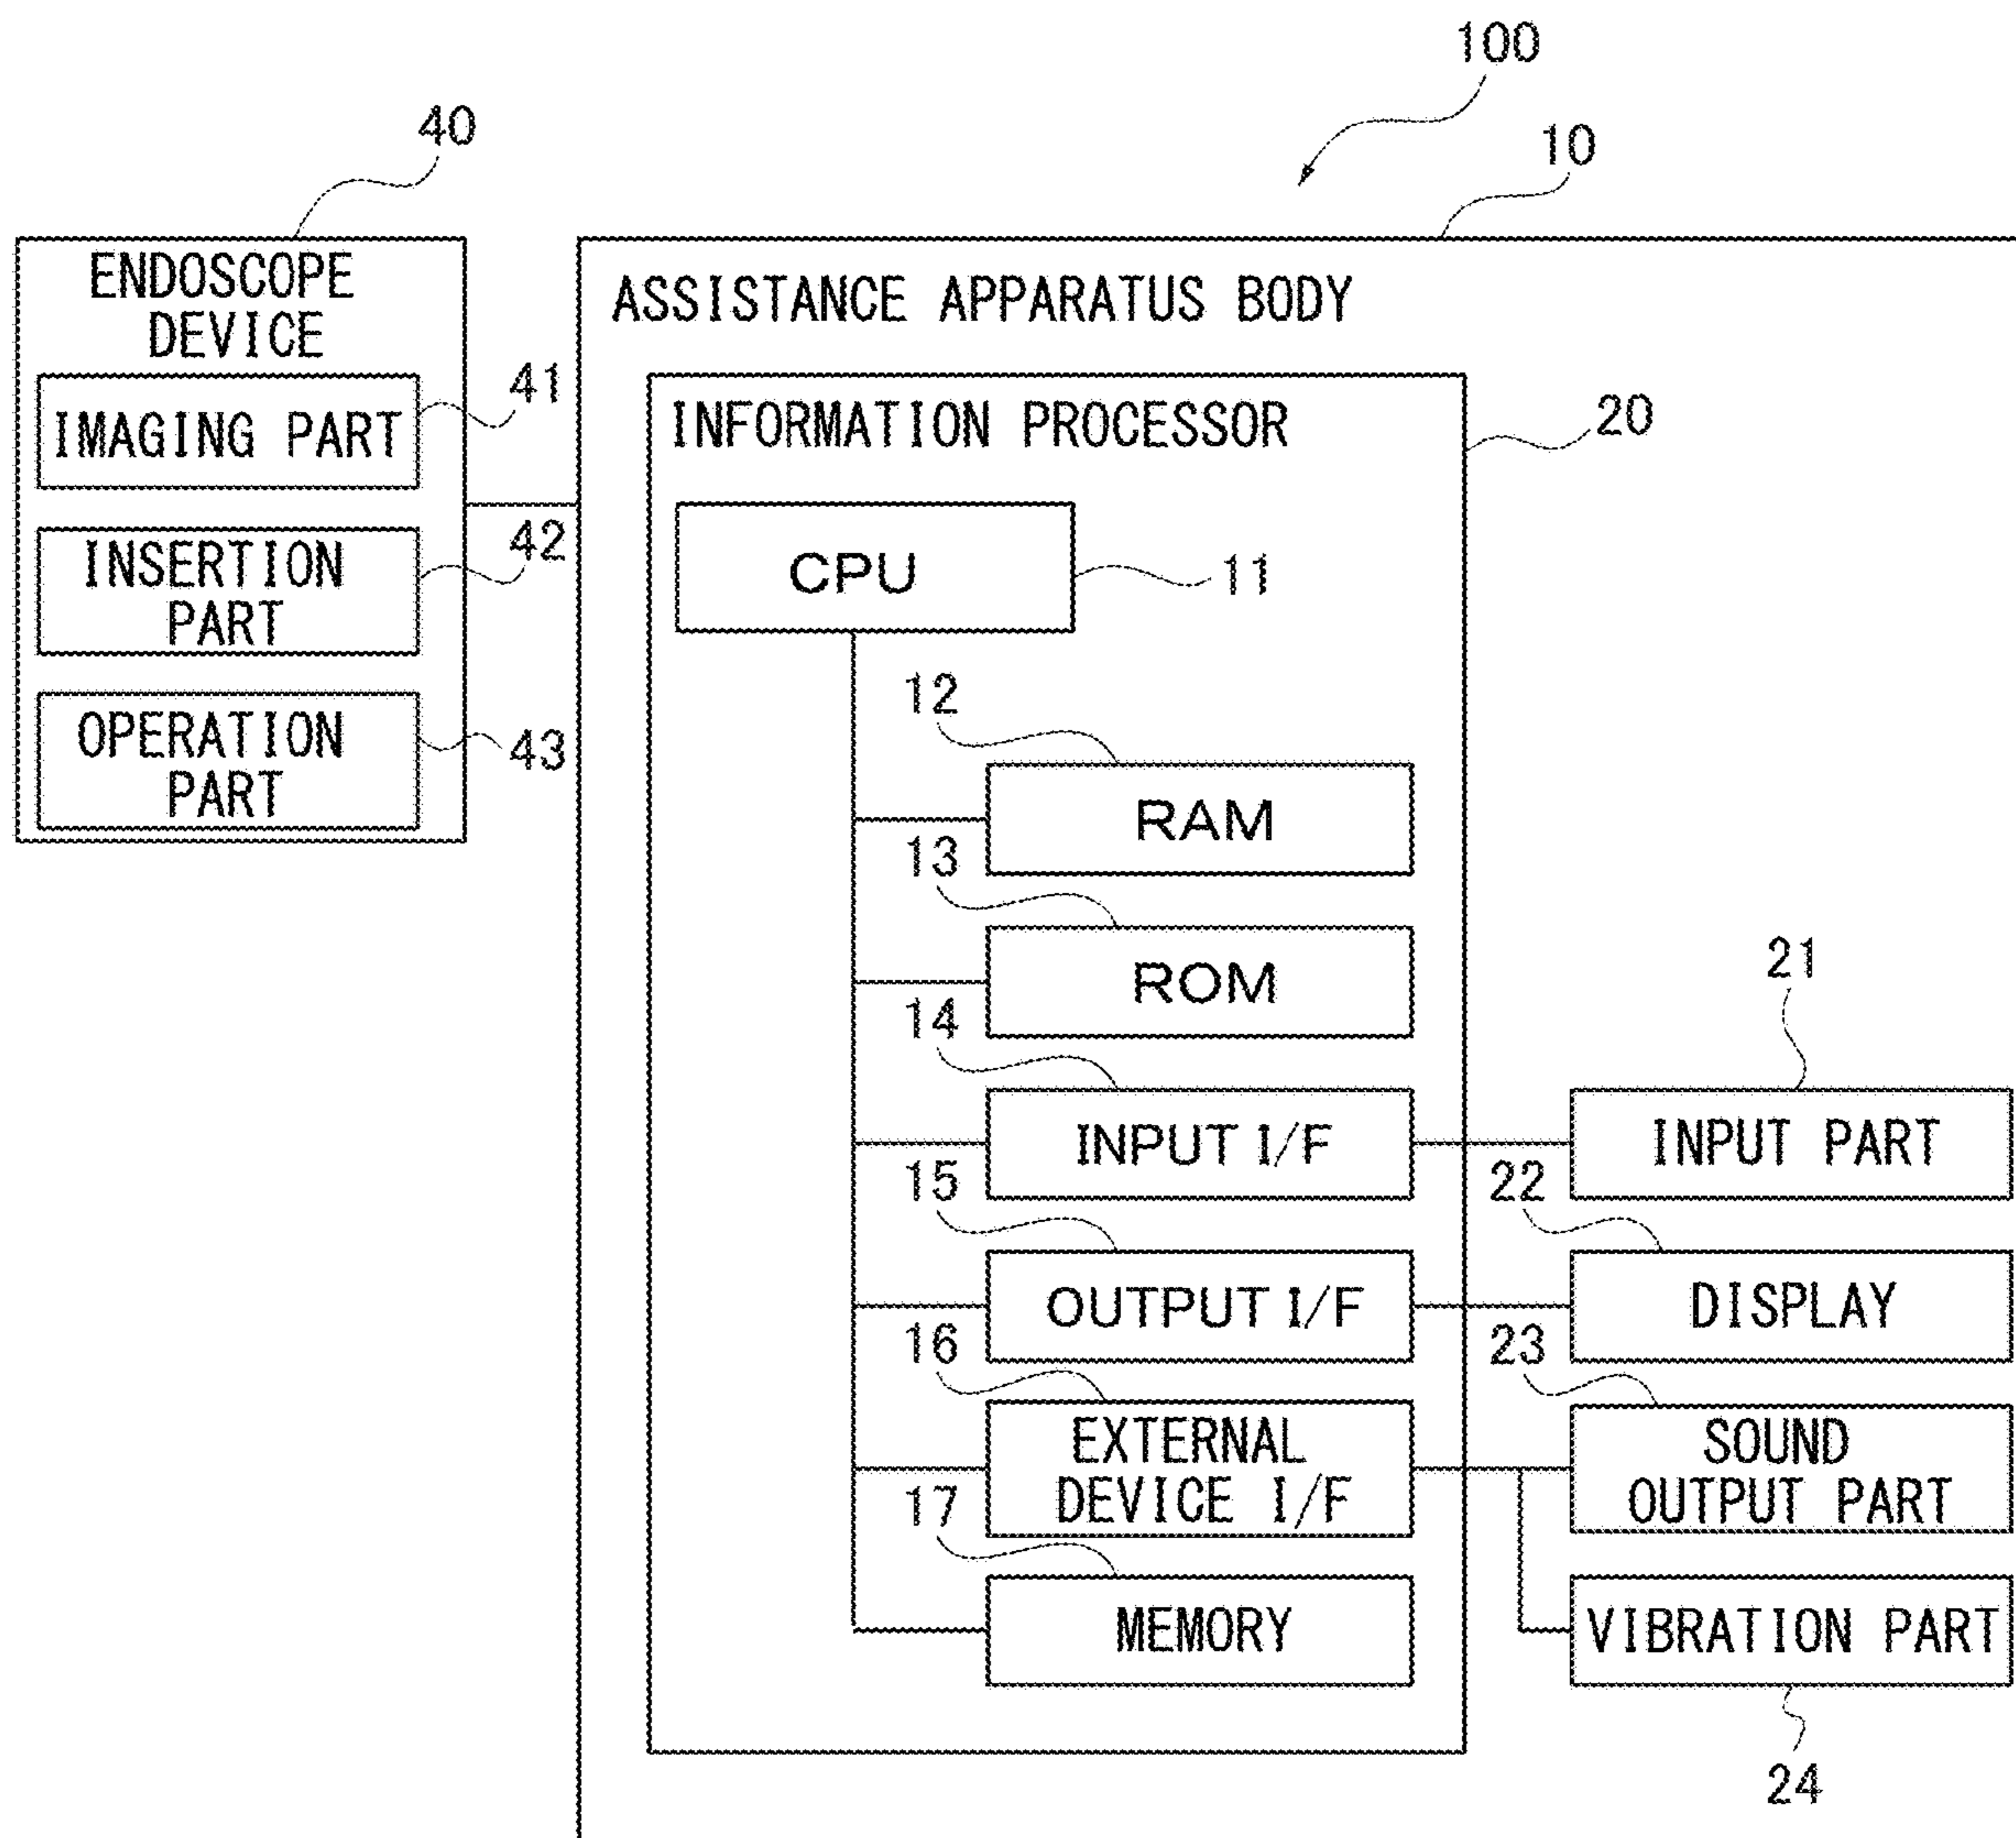 100
40
10
ENDOSCOPE
DEVICE
ASSISTANCE APPARATUS BODY
41
IMAGING PART
INFORMATION PROCESSOR
20
42
INSERTION
PART
CPU
11
43
OPERATION
PART
12
RAM
13
ROM
14
21
INPUT I/F
INPUT PART
15
22
OUTPUT I/F
DISPLAY
16
23
EXTERNAL
DEVICE I/F
SOUND
OUTPUT PART
17
MEMORY
VIBRATION PART
24